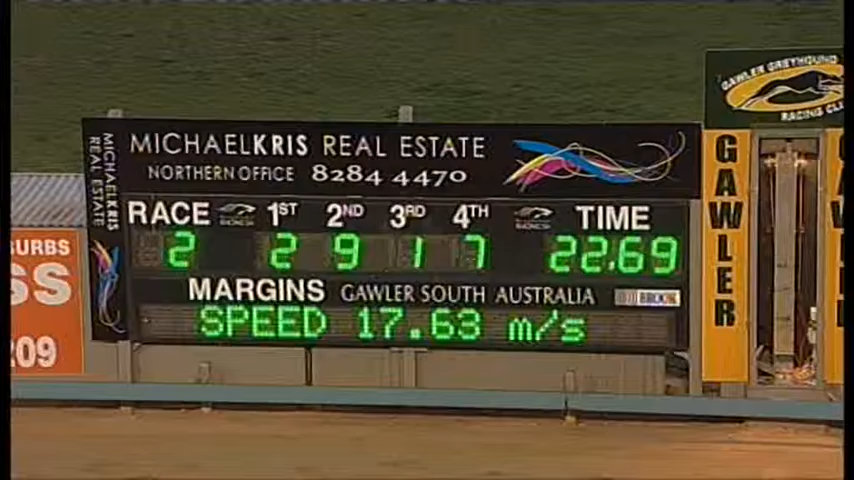 GAWLER GREYHOUND
RACING CLUB
MICHAELKRIS REAL ESTATE
NORTHERN OFFICE 8284 4470
MICHAELKRIS
REAL ESTATE
RACE 1ST 2ND 3RD 4TH TIME
2 2 9 1 7 22.69
MARGINS GAWLER SOUTH AUSTRALIA
SPEED 17.63 m/s
GAWLER
URBS
SS
209